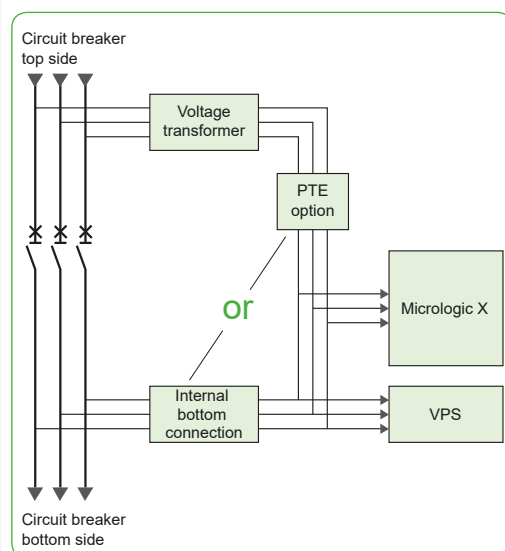 Circuit breaker
top side
Voltage
transformer
PTE
option
or
Micrologic X
Internal
bottom
connection
VPS
Circuit breaker
bottom side